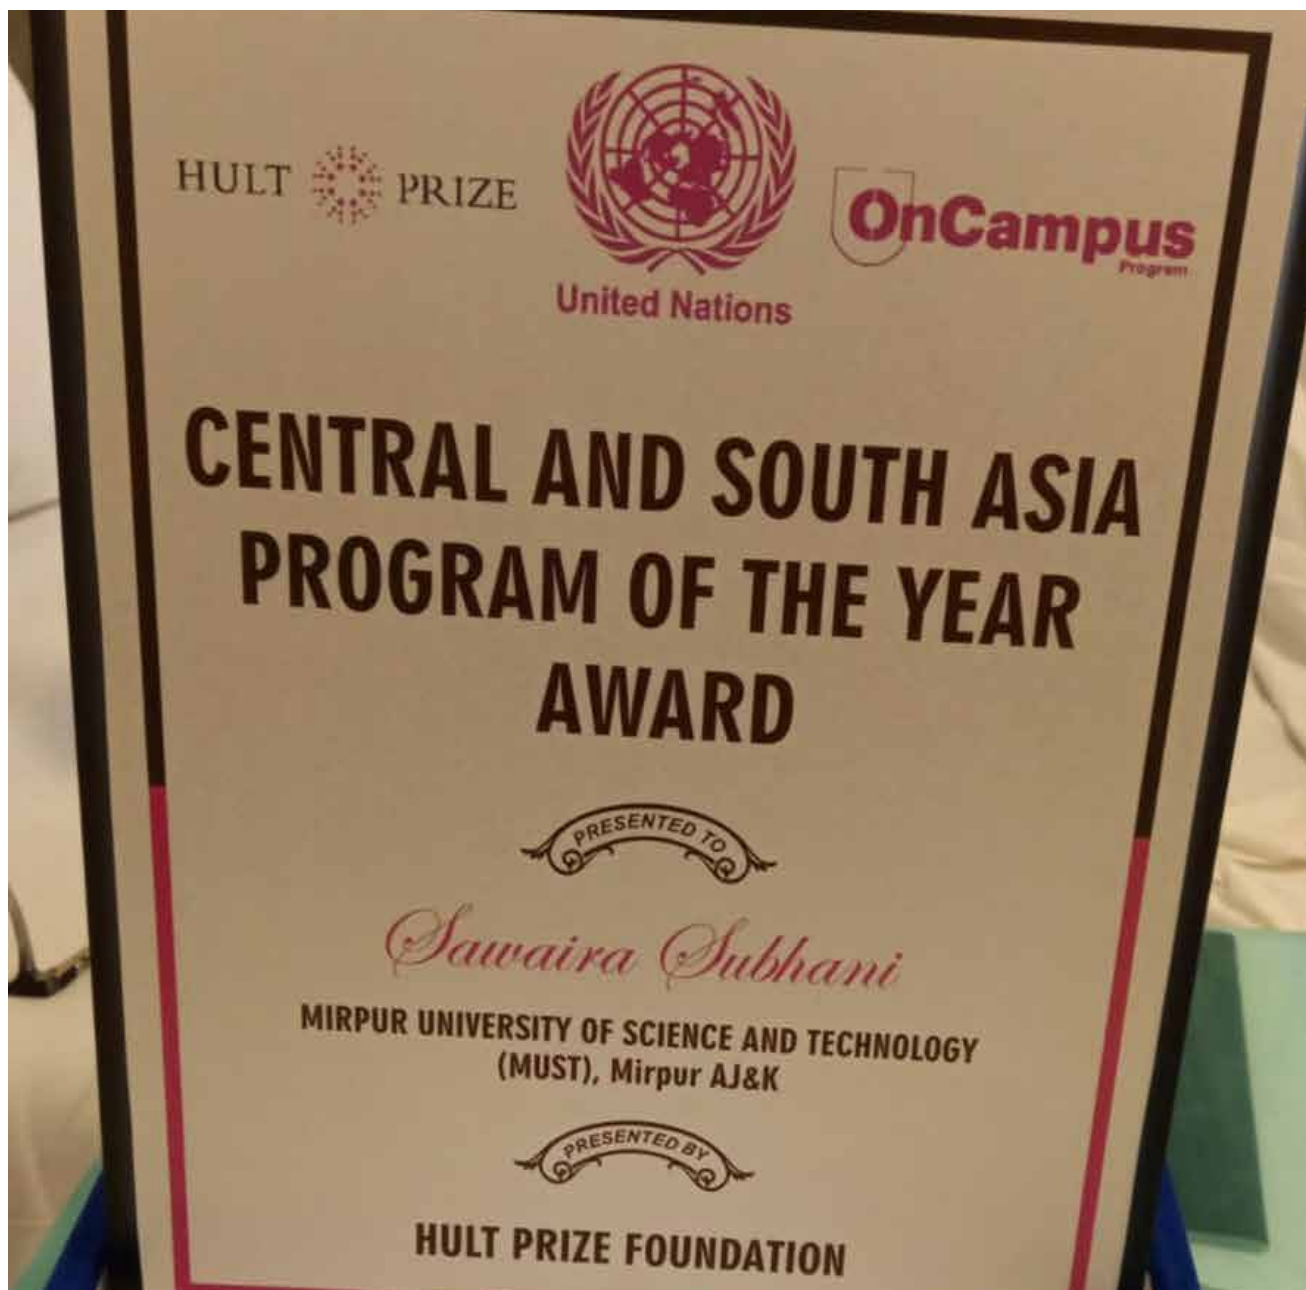 HULT PRIZE
United Nations
OnCampus
Program
CENTRAL AND SOUTH ASIA
PROGRAM OF THE YEAR
AWARD
PRESENTED TO
Sawaira Subhani
MIRPUR UNIVERSITY OF SCIENCE AND TECHNOLOGY
(MUST), Mirpur AJ&K
PRESENTED BY
HULT PRIZE FOUNDATION